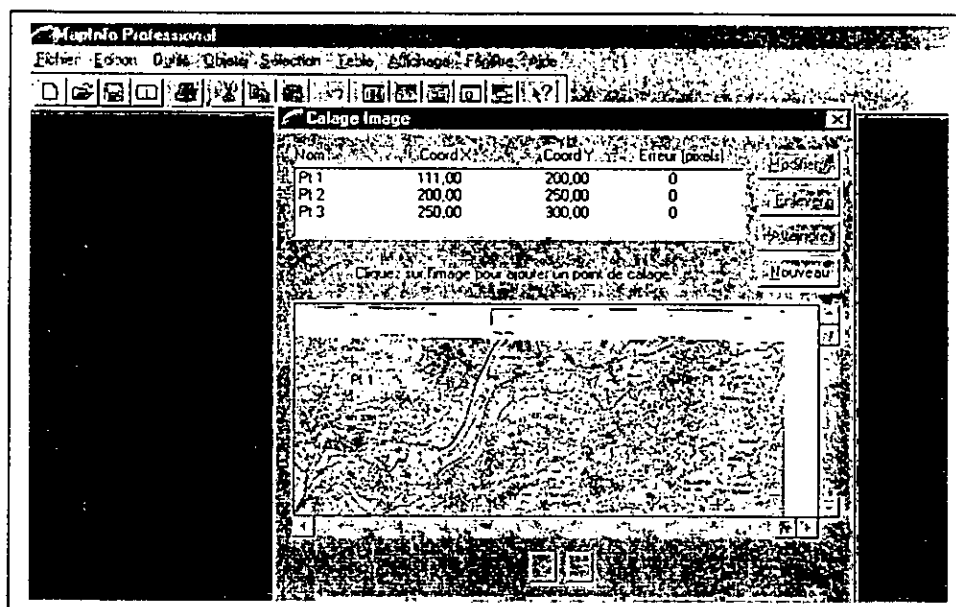 MapInfo Professional
Fichier Edition Outils Objets Sélection Table Affichage Fenêtre Aide
Calage Image
Nom Coord X Coord Y Erreur (pixels)
Pt 1 111,00 200,00 0
Pt 2 200,00 250,00 0
Pt 3 250,00 300,00 0
Modifier
Enlever
Cliquez sur l'image pour ajouter un point de calage.
Nouveau
Pt 1
Pt 2